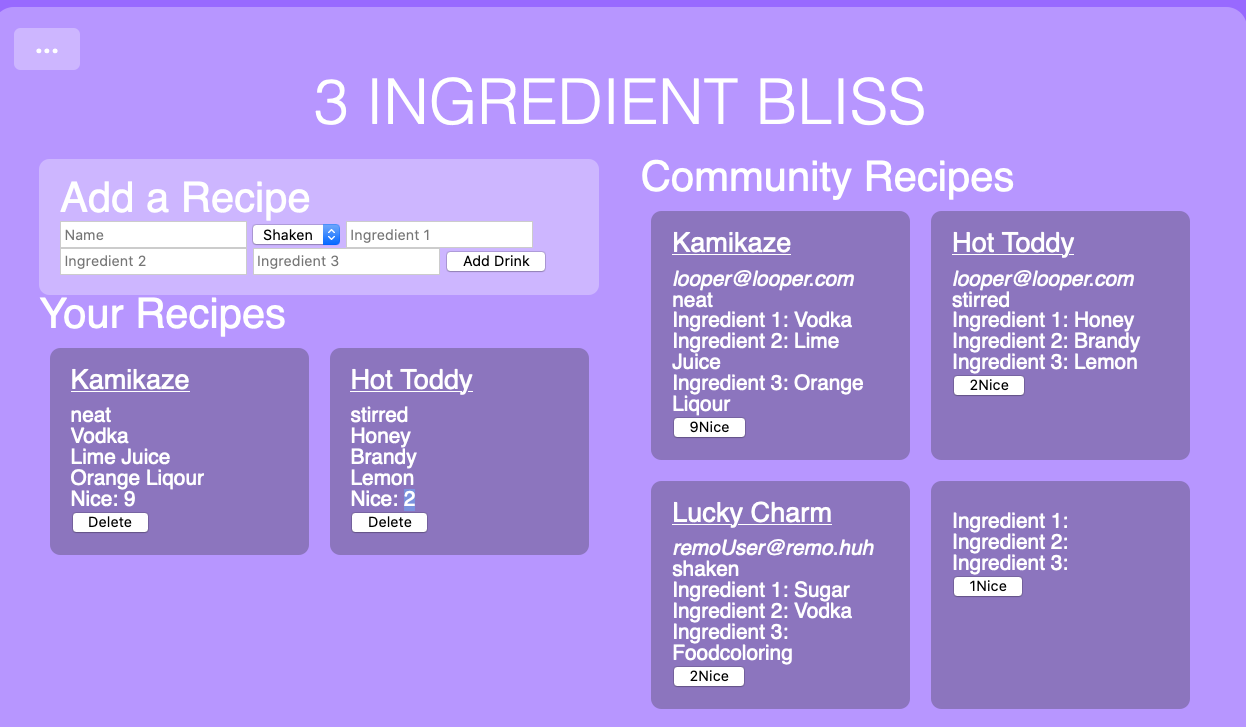 ...
3 INGREDIENT BLISS
Add a Recipe
Name Shaken Ingredient 1
Ingredient 2 Ingredient 3 Add Drink
Your Recipes
Kamikaze
neat
Vodka
Lime Juice
Orange Liqour
Nice: 9
Delete
Hot Toddy
stirred
Honey
Brandy
Lemon
Nice: 2
Delete
Community Recipes
Kamikaze
looper@looper.com
neat
Ingredient 1: Vodka
Ingredient 2: Lime
Juice
Ingredient 3: Orange
Liqour
9Nice
Hot Toddy
looper@looper.com
stirred
Ingredient 1: Honey
Ingredient 2: Brandy
Ingredient 3: Lemon
2Nice
Lucky Charm
remoUser@remo.huh
shaken
Ingredient 1: Sugar
Ingredient 2: Vodka
Ingredient 3:
Foodcoloring
2Nice
Ingredient 1:
Ingredient 2:
Ingredient 3:
1Nice